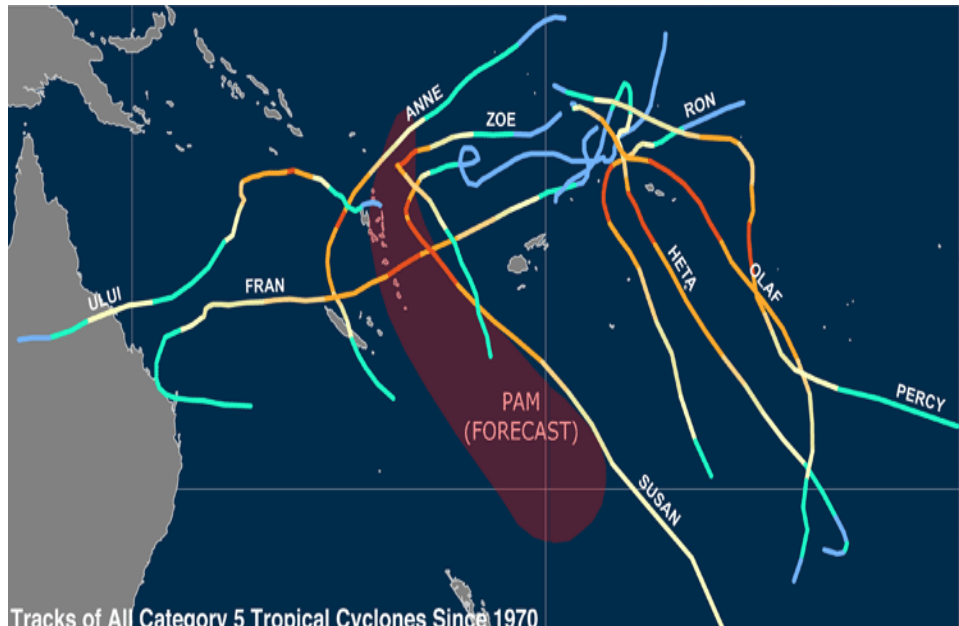 ANNE
ZOE
RON
ULUI
FRAN
HETA
OLAF
PERCY
PAM
(FORECAST)
SUSAN
Tracks of All Category 5 Tropical Cyclones Since 1970